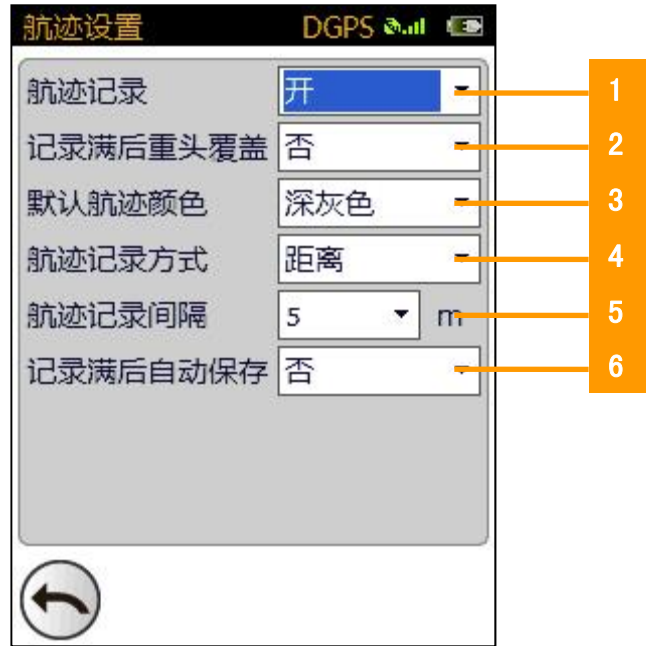 航迹设置 DGPS
航迹记录 开 1
记录满后重头覆盖 否 2
默认航迹颜色 深灰色 3
航迹记录方式 距离 4
航迹记录间隔 5 m 5
记录满后自动保存 否 6